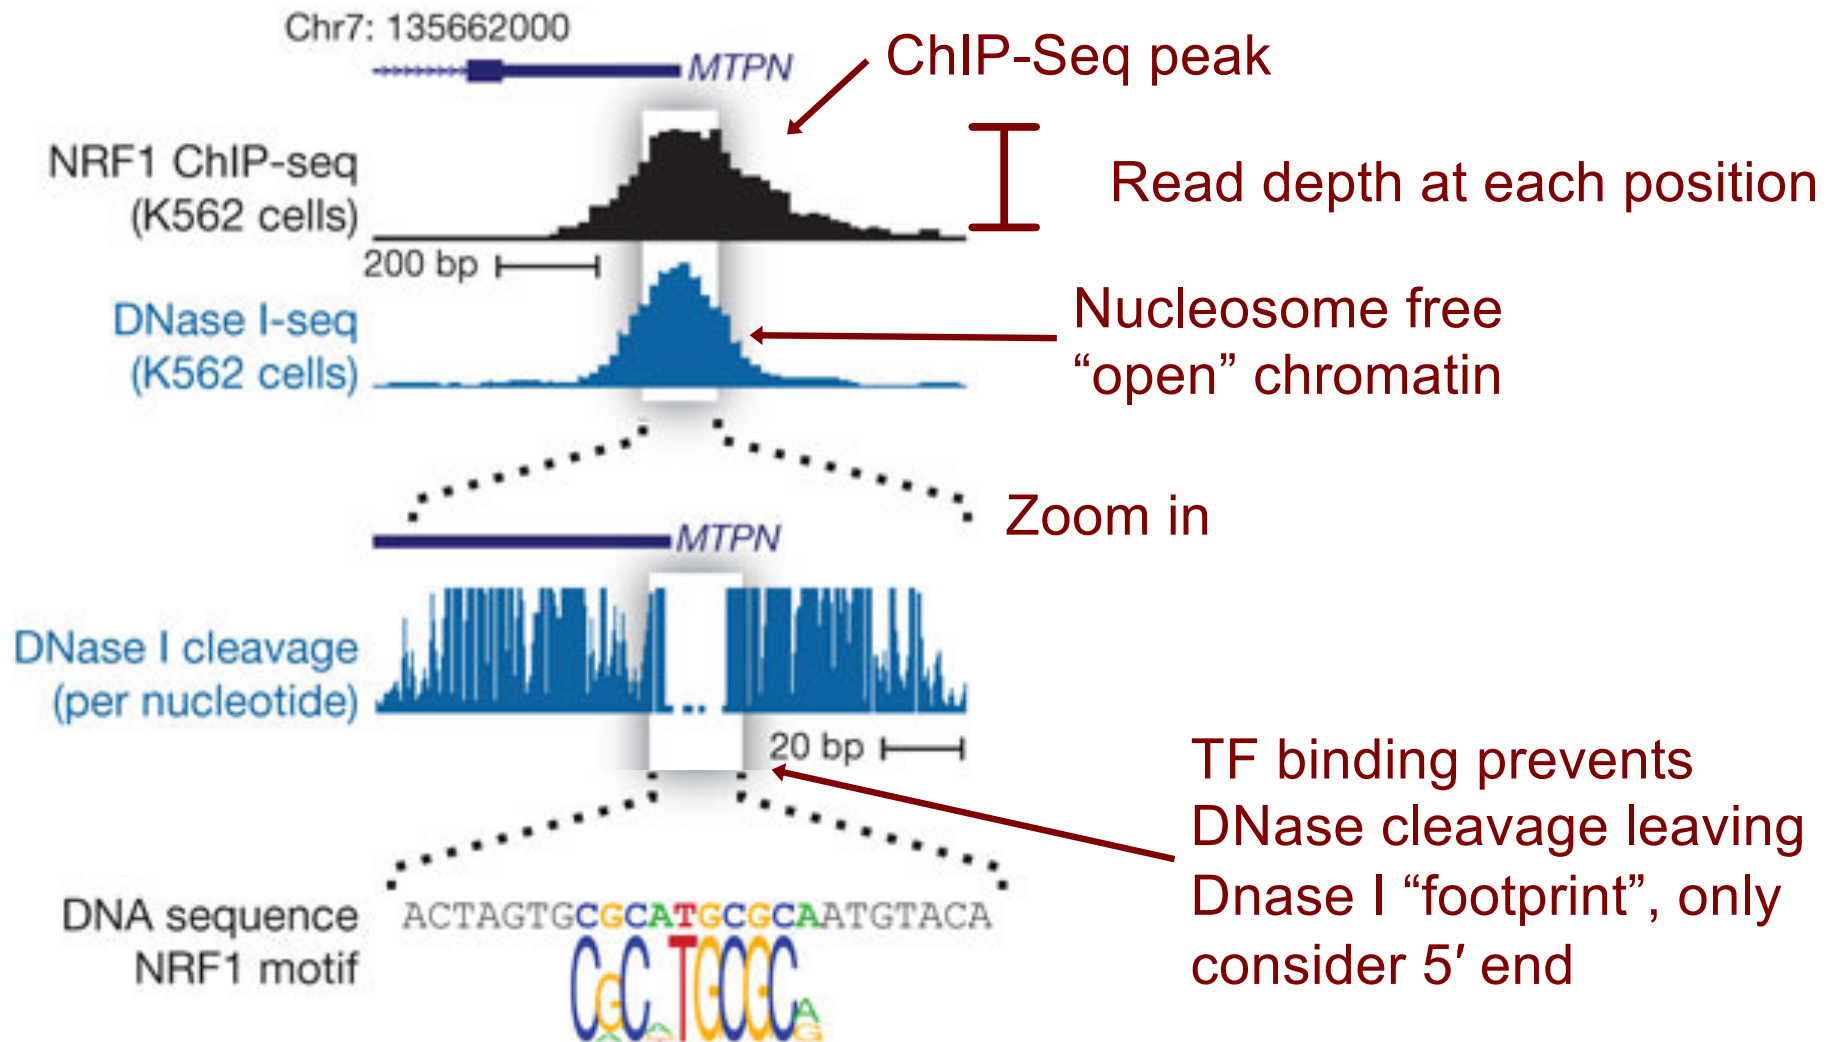 Chr7: 135662000
MTPN
ChIP-Seq peak
NRF1 ChIP-seq
(K562 cells)
Read depth at each position
200 bp
DNase I-seq
(K562 cells)
Nucleosome free
“open” chromatin
Zoom in
MTPN
DNase I cleavage
(per nucleotide)
20 bp
TF binding prevents
DNase cleavage leaving
Dnase I “footprint”, only
consider 5′ end
DNA sequence
ACTAGTGCGCATGCGCAATGTACA
NRF1 motif
CGC TGCGCA
G